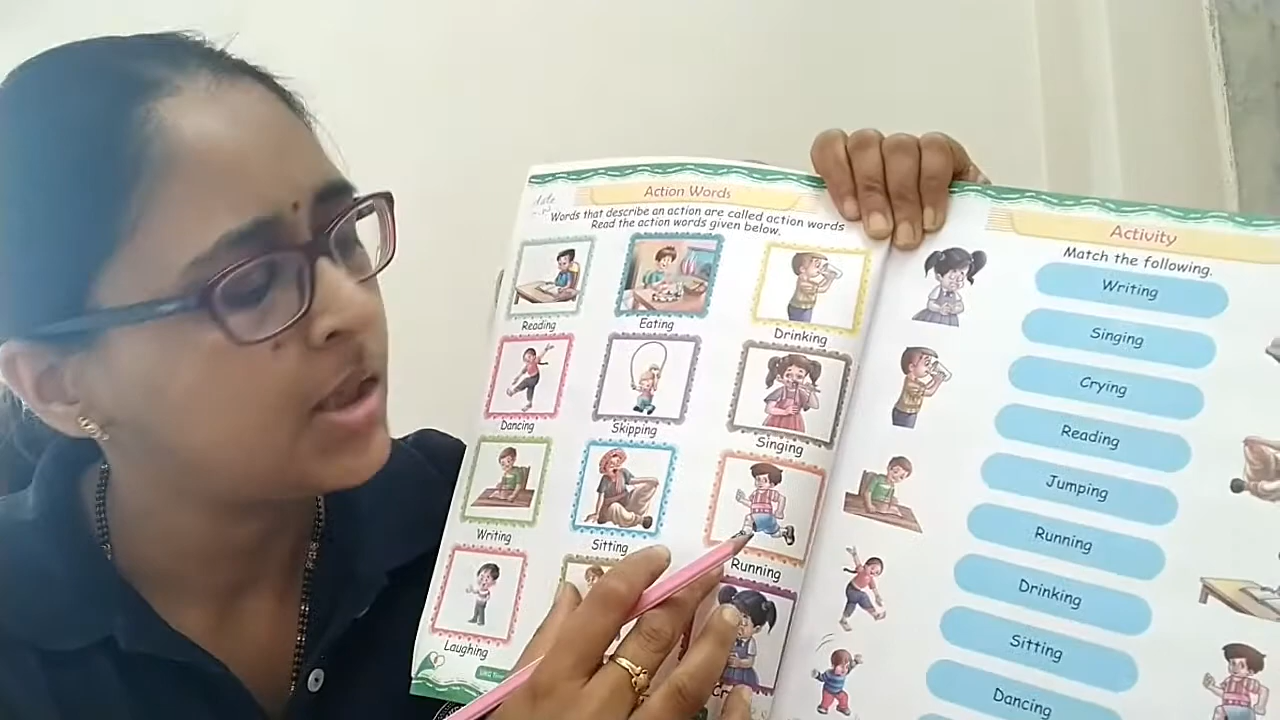 Action Words
date
Words that describe an action are called action words
Read the action words given below.
Reading
Eating
Drinking
Dancing
Skipping
Singing
Writing
Sitting
Running
Laughing
Activity
Match the following.
Writing
Singing
Crying
Reading
Jumping
Running
Drinking
Sitting
Dancing